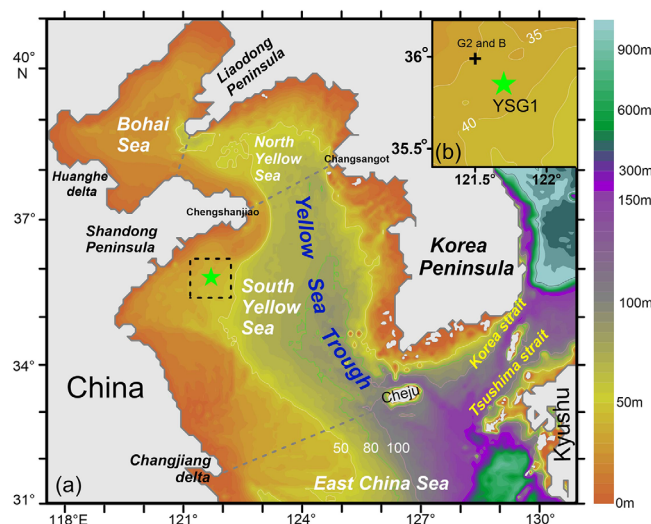 40°
N
37°
34°
31°
118°E
121°
124°
127°
130°
Liaodong
Peninsula
Bohai
Sea
North
Yellow
Sea
Changsangot
Huanghe
delta
Chengshanjiao
Shandong
Peninsula
Yellow Sea Trough
Korea
Peninsula
South
Yellow
Sea
Korea strait
Tsushima strait
China
Cheju
Kyushu
50 80 100
Changjiang
delta
(a)
East China Sea
(b)
G2 and B
35
YSG1
40
36°
35.5°
121.5°
122°
900m
600m
300m
150m
100m
50m
0m